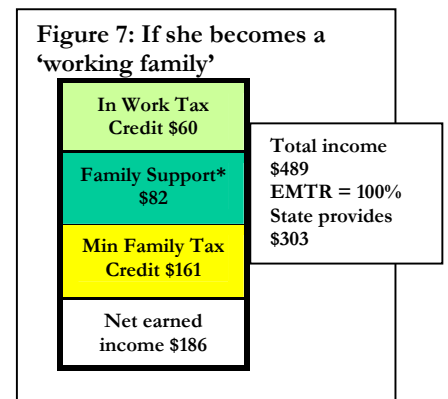 Figure 7: If she becomes a
‘working family’
In Work Tax
Credit $60
Family Support*
$82
Min Family Tax
Credit $161
Net earned
income $186
Total income
$489
EMTR = 100%
State provides
$303